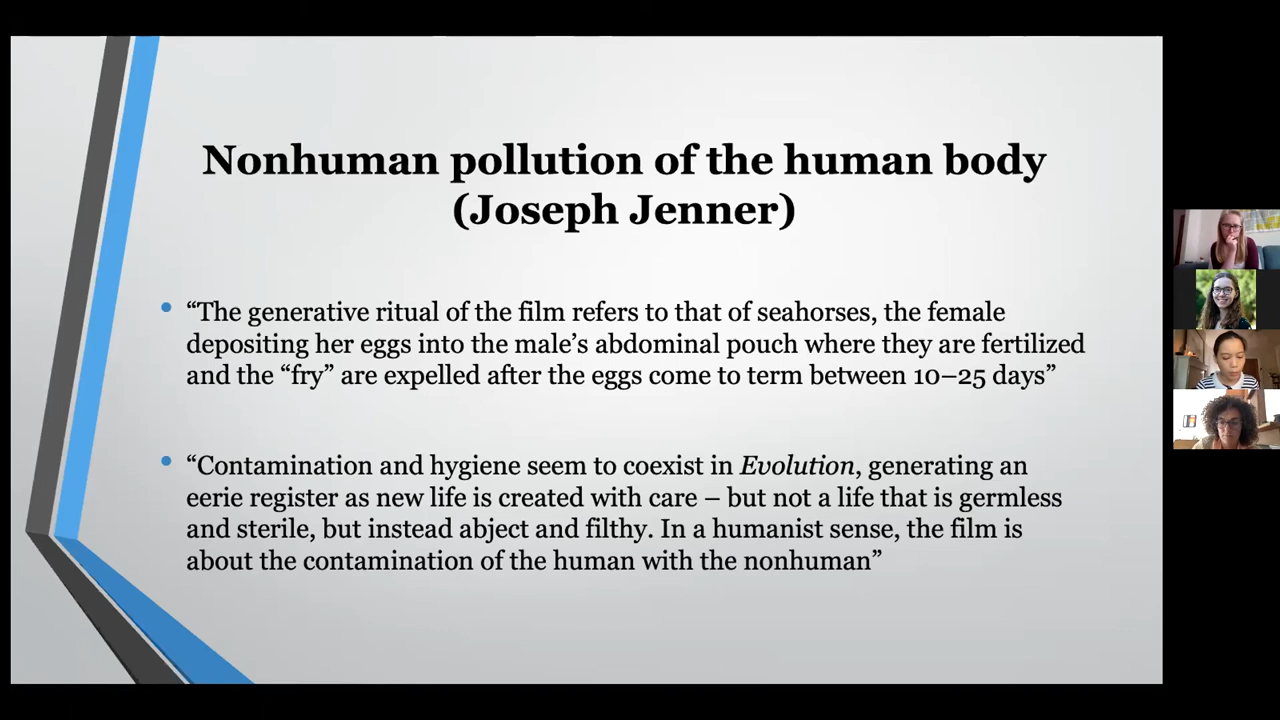 Nonhuman pollution of the human body
(Joseph Jenner)
• “The generative ritual of the film refers to that of seahorses, the female
depositing her eggs into the male’s abdominal pouch where they are fertilized
and the “fry” are expelled after the eggs come to term between 10–25 days”
• “Contamination and hygiene seem to coexist in Evolution, generating an
eerie register as new life is created with care – but not a life that is germless
and sterile, but instead abject and filthy. In a humanist sense, the film is
about the contamination of the human with the nonhuman”